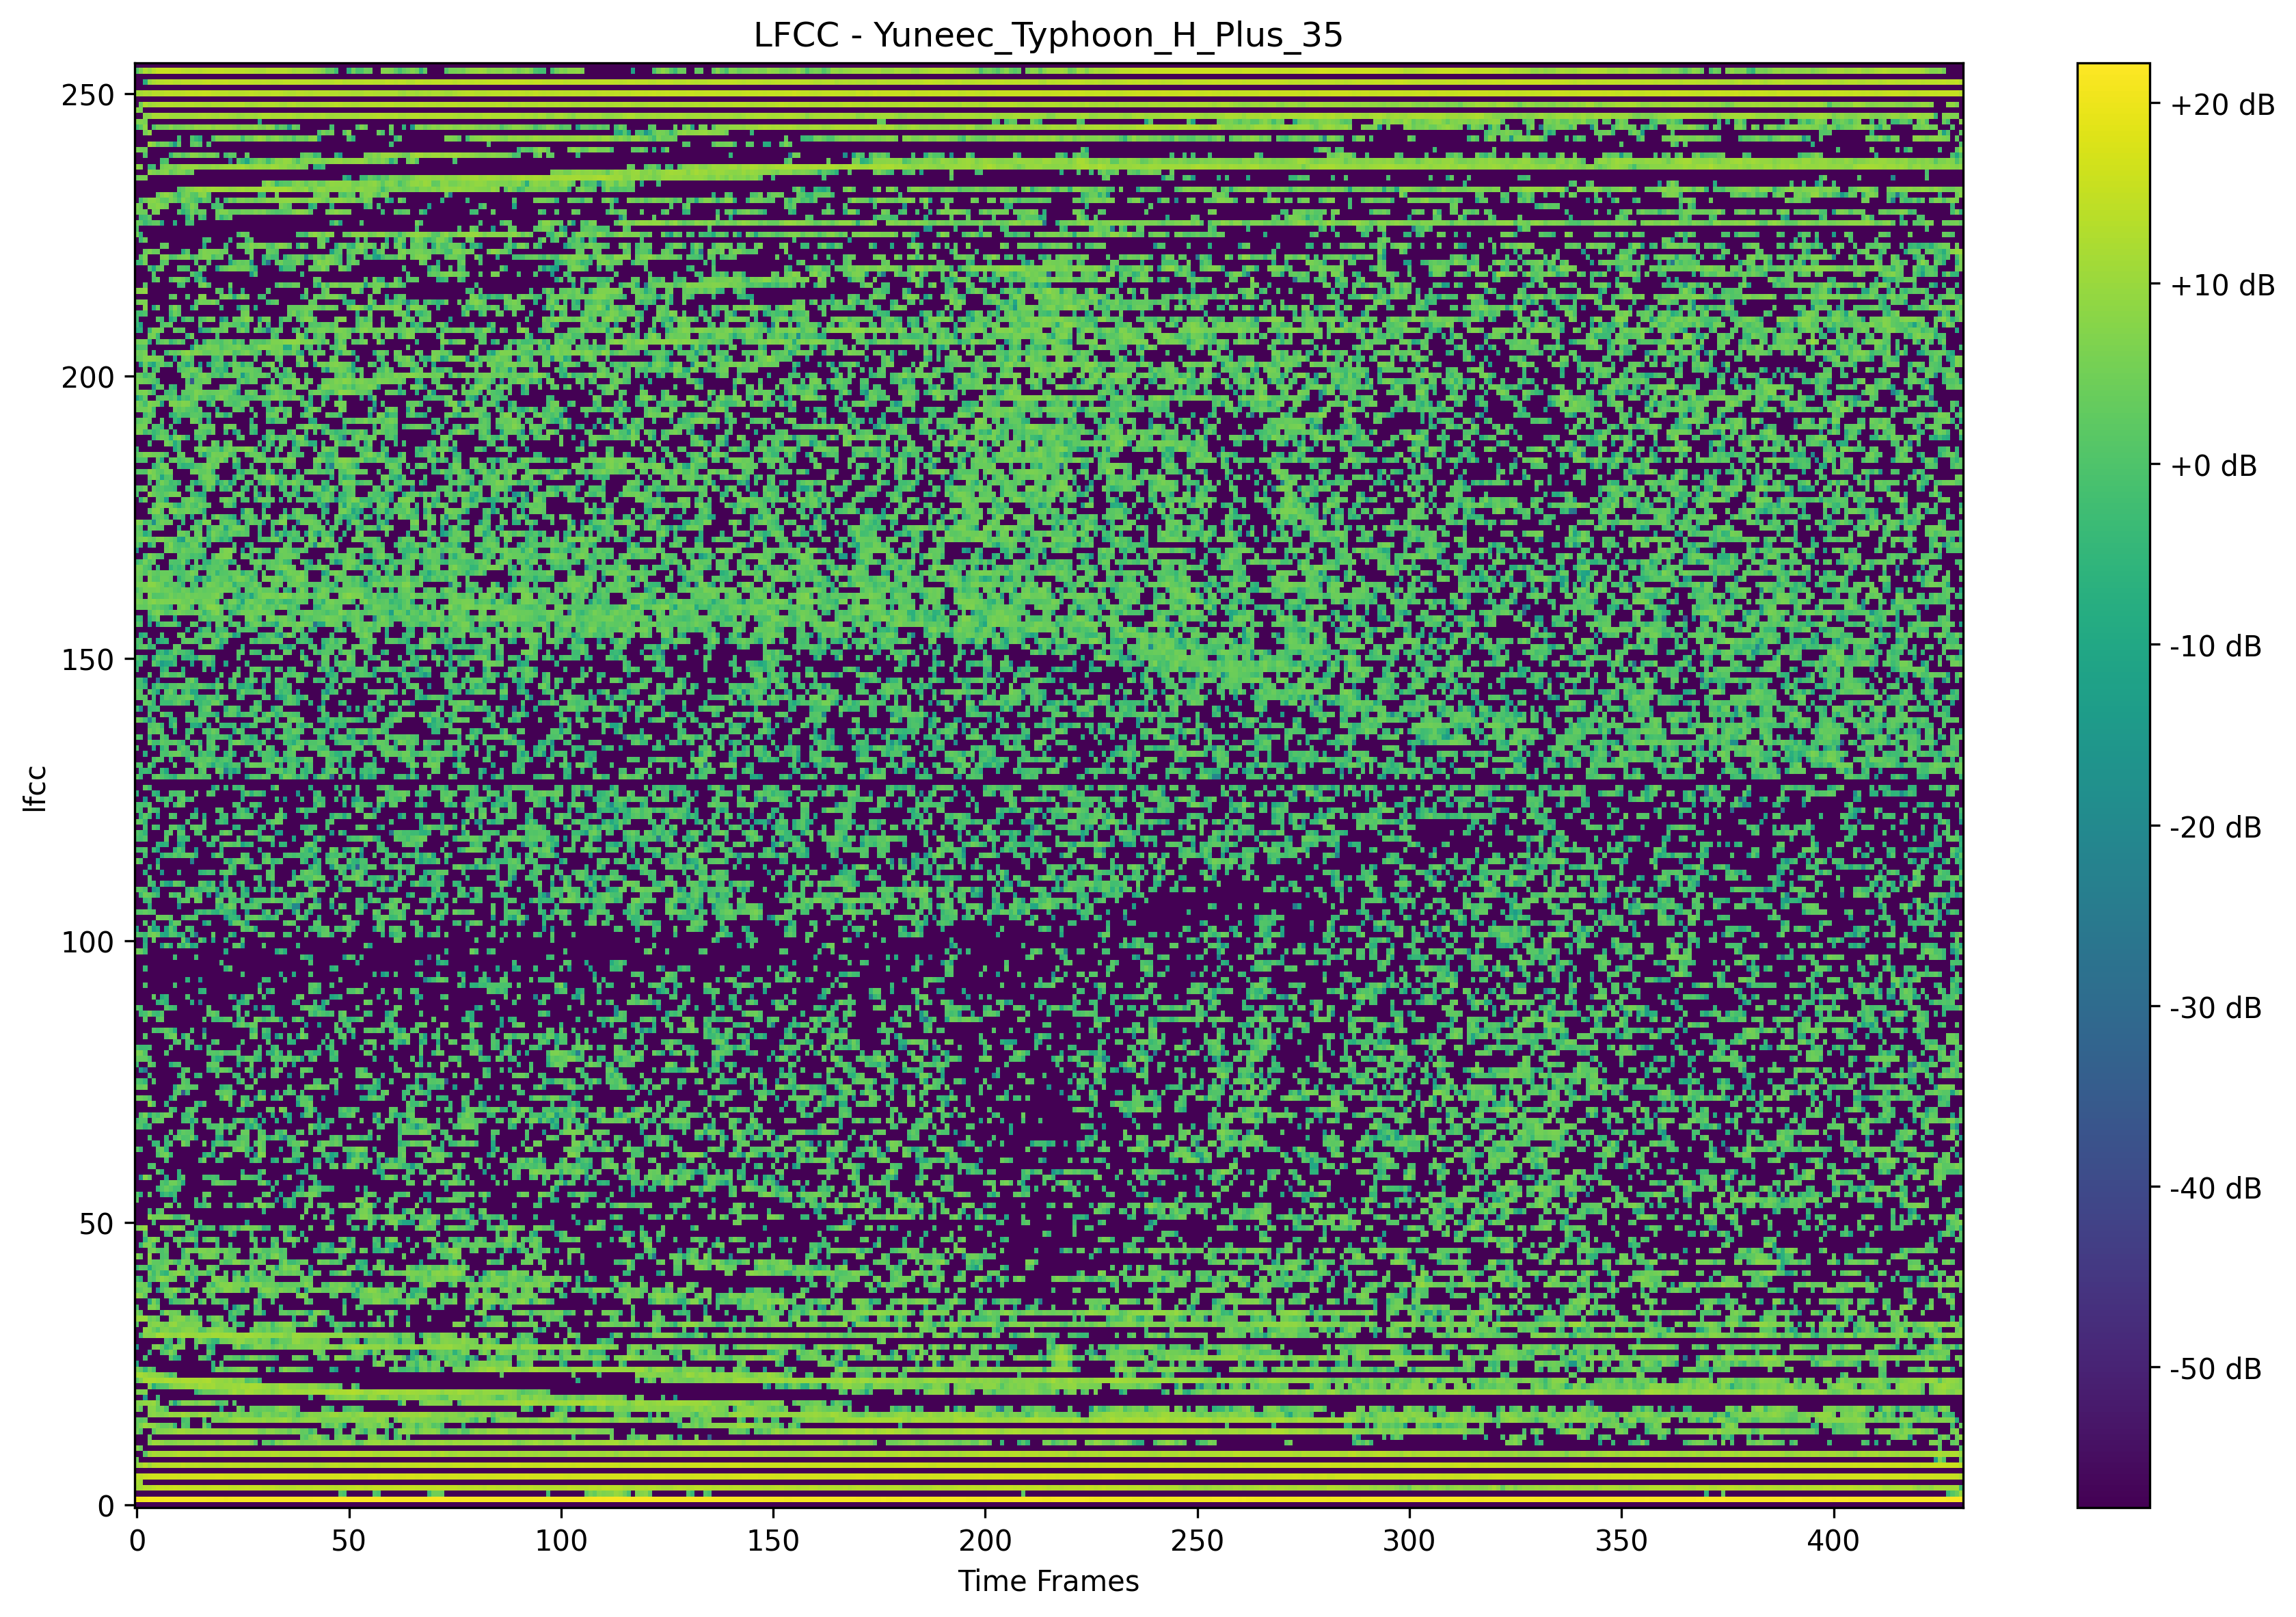 LFCC - Yuneec_Typhoon_H_Plus_35
lfcc
250
200
150
100
50
0
0 50 100 150 200 250 300 350 400
Time Frames
+20 dB
+10 dB
+0 dB
-10 dB
-20 dB
-30 dB
-40 dB
-50 dB